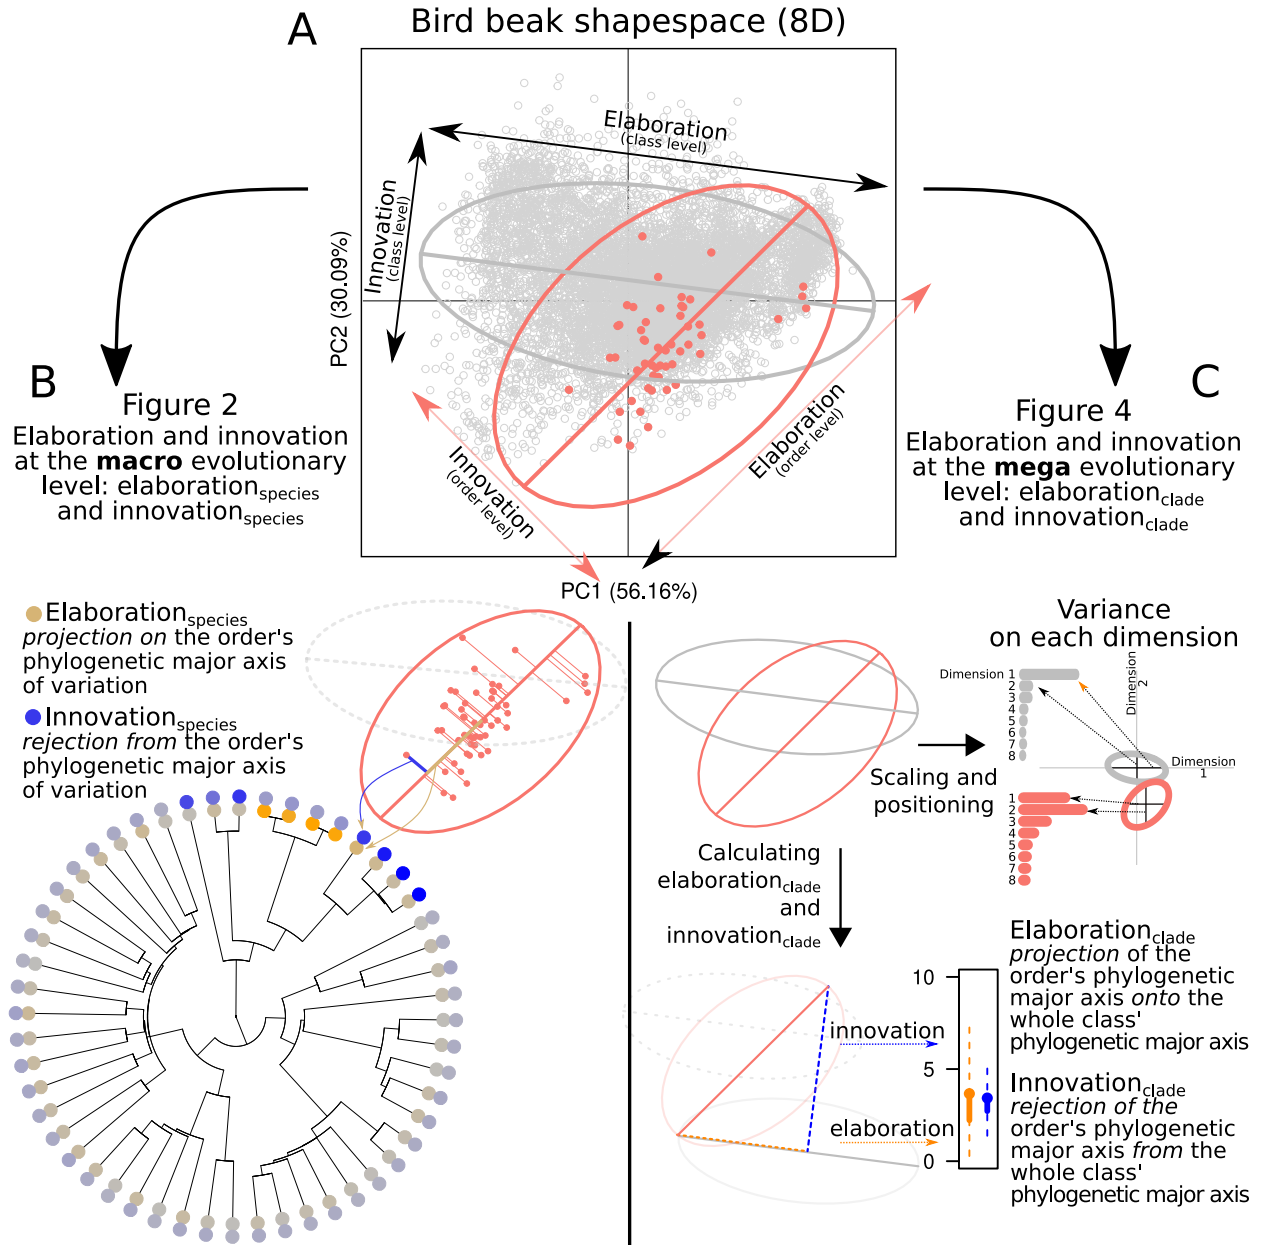 A
Bird beak shapespace (8D)
Elaboration
(class level)
Innovation
(class level)
PC2 (30.09%)
Innovation
(order level)
Elaboration
(order level)
PC1 (56.16%)
B
Figure 2
Elaboration and innovation
at the macro evolutionary
level: elaborationspecies
and innovationspecies
C
Figure 4
Elaboration and innovation
at the mega evolutionary
level: elaborationclade
and innovationclade
Elaborationspecies
projection on the order's
phylogenetic major axis
of variation
Innovationspecies
rejection from the order's
phylogenetic major axis
of variation
Variance
on each dimension
Dimension 1
2
3
4
5
6
7
8
Dimension
2
Dimension
1
1
2
3
4
5
6
7
8
Scaling and
positioning
Calculating
elaborationclade
and
innovationclade
innovation
elaboration
10
5
0
Elaborationclade
projection of the
order's phylogenetic
major axis onto the
whole class'
phylogenetic major axis
Innovationclade
rejection of the
order's phylogenetic
major axis from the
whole class'
phylogenetic major axis